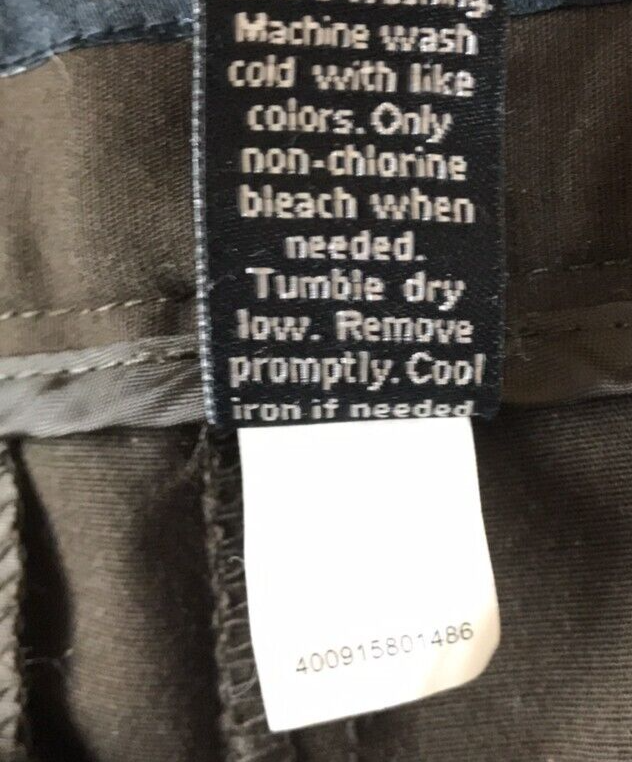 washing.
Machine wash
cold with like
colors. Only
non-chlorine
bleach when
needed.
Tumble dry
low. Remove
promptly. Cool
iron if needed.
400915801486